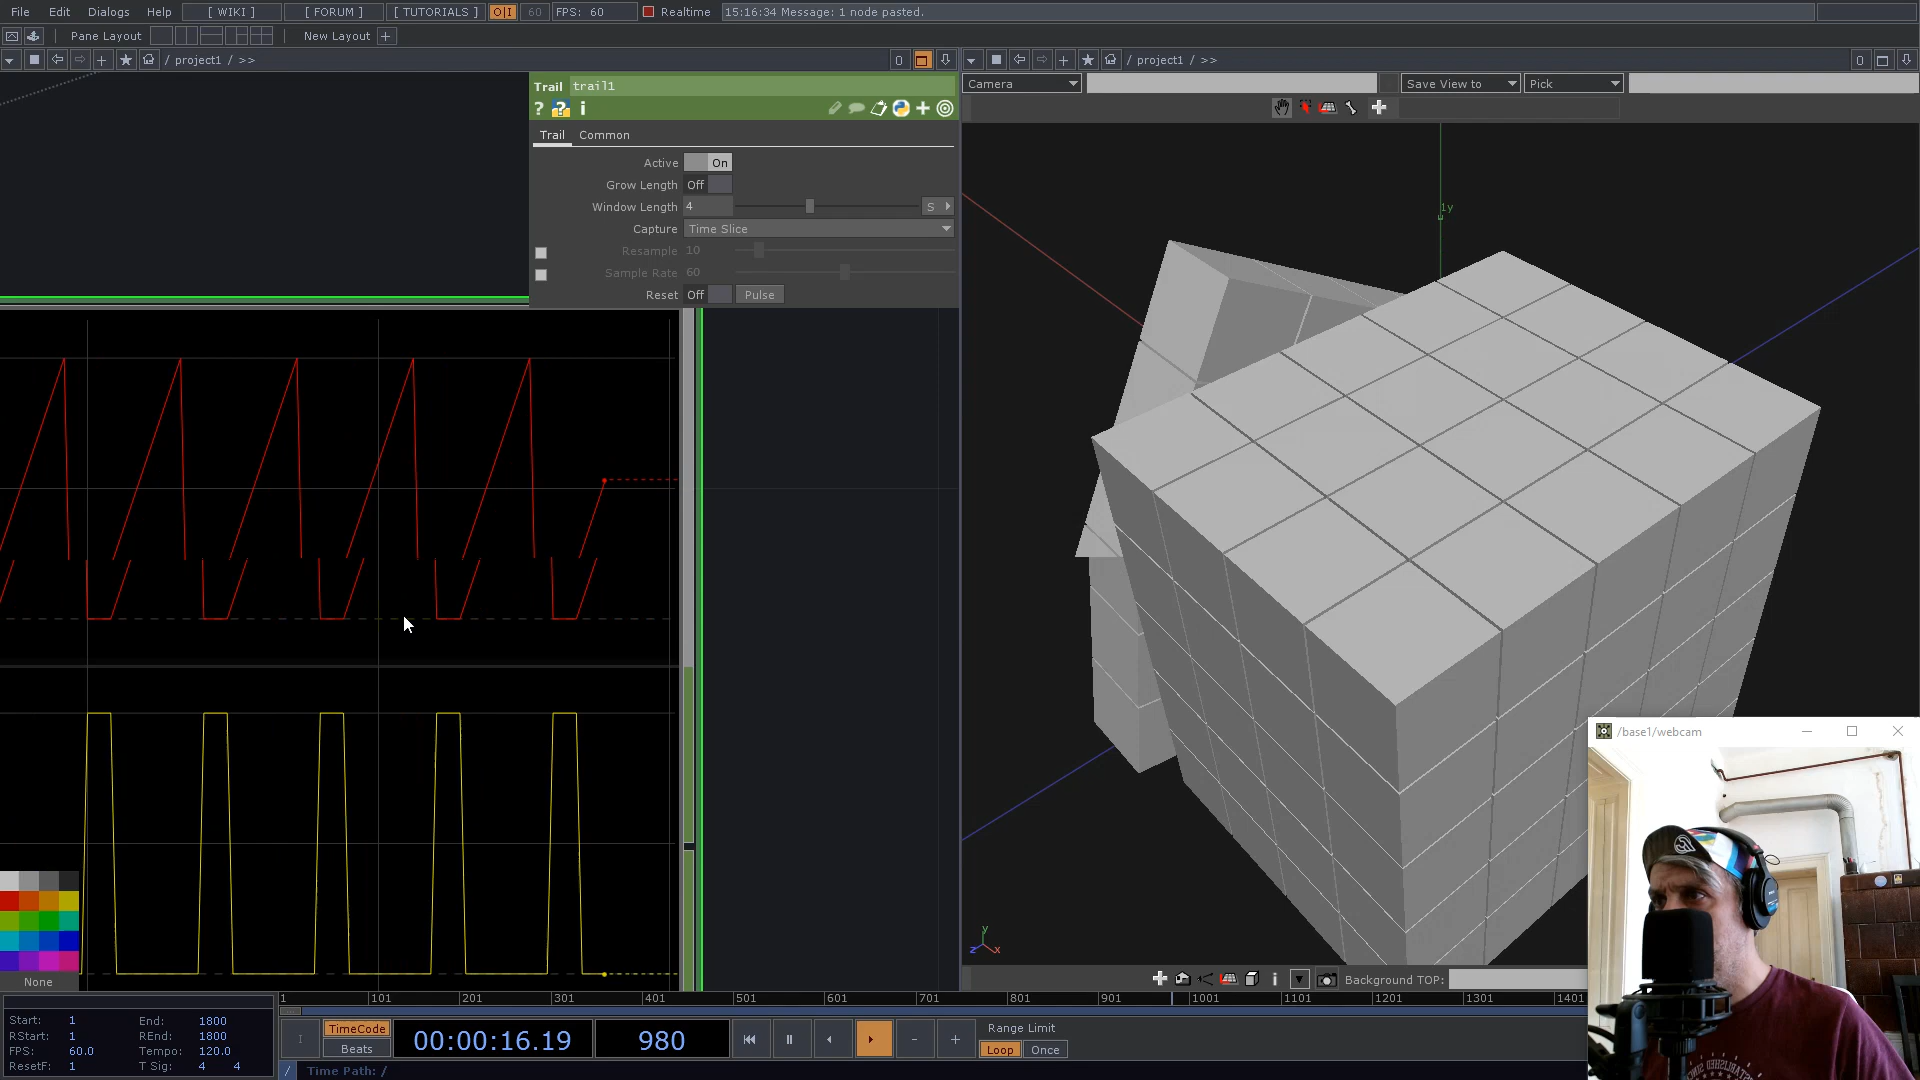 File Edit Dialogs Help [ WIKI ] [ FORUM ] [ TUTORIALS ] O|I 60 FPS: 60 Realtime 15:16:34 Message: 1 node pasted.
Pane Layout New Layout +
/ project1 / >> 0
/ project1 / >> 0
Trail trail1
? ? i
Trail Common
Active On
Grow Length Off
Window Length 4 S
Capture Time Slice
Resample 10
Sample Rate 60
Reset Off Pulse
Camera Save View to Pick
1y
y
z x
i Background TOP:
None
/base1/webcam
1 101 201 301 401 501 601 701 801 901 1001 1101 1201 1301 1401
Start: 1 End: 1800
RStart: 1 REnd: 1800
FPS: 60.0 Tempo: 120.0
ResetF: 1 T Sig: 4 4
I TimeCode Beats 00:00:16.19 980 - + Range Limit
Loop Once
/ Time Path: /